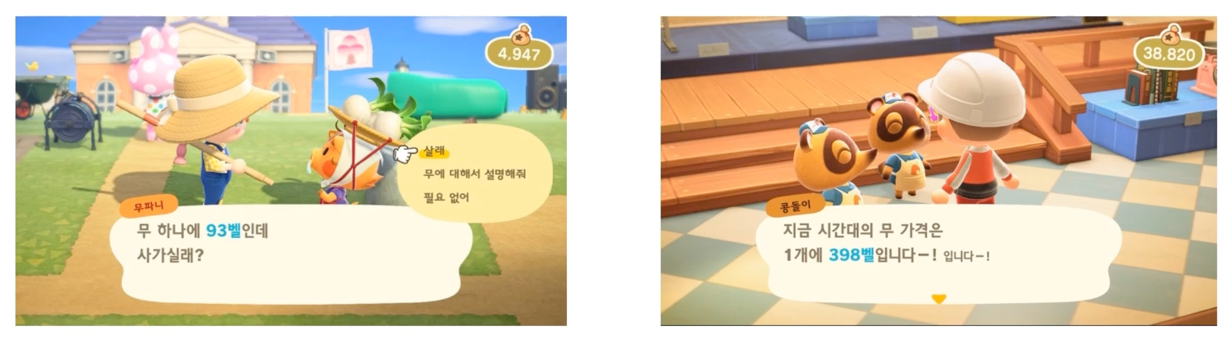 4,947
살래
무에 대해서 설명해줘
필요 없어
무파니
무 하나에 93벨인데
사가실래?
38,820
콩돌이
지금 시간대의 무 가격은
1개에 398벨입니다-! 입니다-!